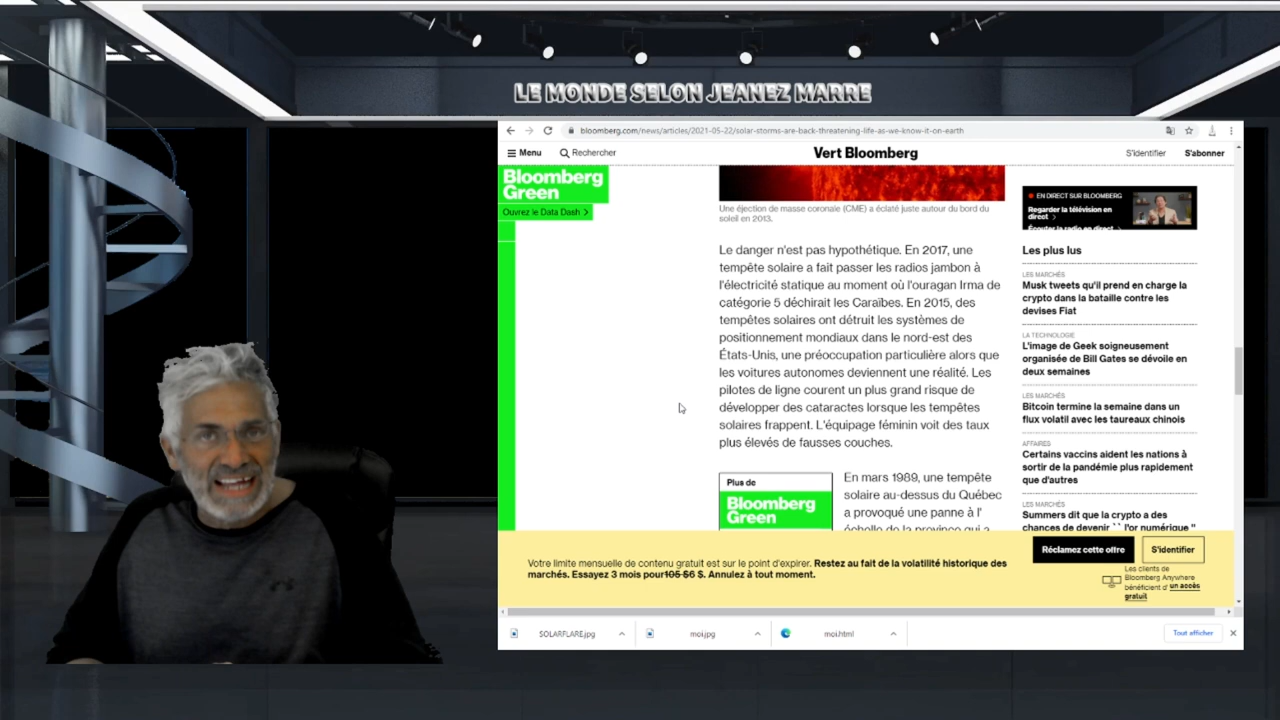 LE MONDE SELON JEANEZ MARRE
bloomberg.com/news/articles/2021-05-22/solar-storms-are-back-threatening-life-as-we-know-it-on-earth
Menu
Rechercher
Vert Bloomberg
S'identifier
S'abonner
Bloomberg
Green
Ouvrez le Data Dash >
Une éjection de masse coronale (CME) a éclaté juste autour du bord du
soleil en 2013.
Le danger n'est pas hypothétique. En 2017, une
tempête solaire a fait passer les radios jambon à
l'électricité statique au moment où l'ouragan Irma de
catégorie 5 déchirait les Caraïbes. En 2015, des
tempêtes solaires ont détruit les systèmes de
positionnement mondiaux dans le nord-est des
États-Unis, une préoccupation particulière alors que
les voitures autonomes deviennent une réalité. Les
pilotes de ligne courent un plus grand risque de
développer des cataractes lorsque les tempêtes
solaires frappent. L'équipage féminin voit des taux
plus élevés de fausses couches.
Plus de
Bloomberg
Green
En mars 1989, une tempête
solaire au-dessus du Québec
a provoqué une panne à l'
échelle de la province qui a
EN DIRECT SUR BLOOMBERG
Regarder la télévision en
direct >
Écouter la radio en direct >
Les plus lus
LES MARCHÉS
Musk tweets qu'il prend en charge la
crypto dans la bataille contre les
devises Fiat
LA TECHNOLOGIE
L'image de Geek soigneusement
organisée de Bill Gates se dévoile en
deux semaines
LES MARCHÉS
Bitcoin termine la semaine dans un
flux volatil avec les taureaux chinois
AFFAIRES
Certains vaccins aident les nations à
sortir de la pandémie plus rapidement
que d'autres
LES MARCHÉS
Summers dit que la crypto a des
chances de devenir `` l'or numérique ''
Votre limite mensuelle de contenu gratuit est sur le point d'expirer. Restez au fait de la volatilité historique des
marchés. Essayez 3 mois pour105 $6 $. Annulez à tout moment.
Réclamez cette offre
S'identifier
Les clients de
Bloomberg Anywhere
bénéficient d' un accès
gratuit
SOLARFLARE.jpg
moi.jpg
moi.html
Tout afficher